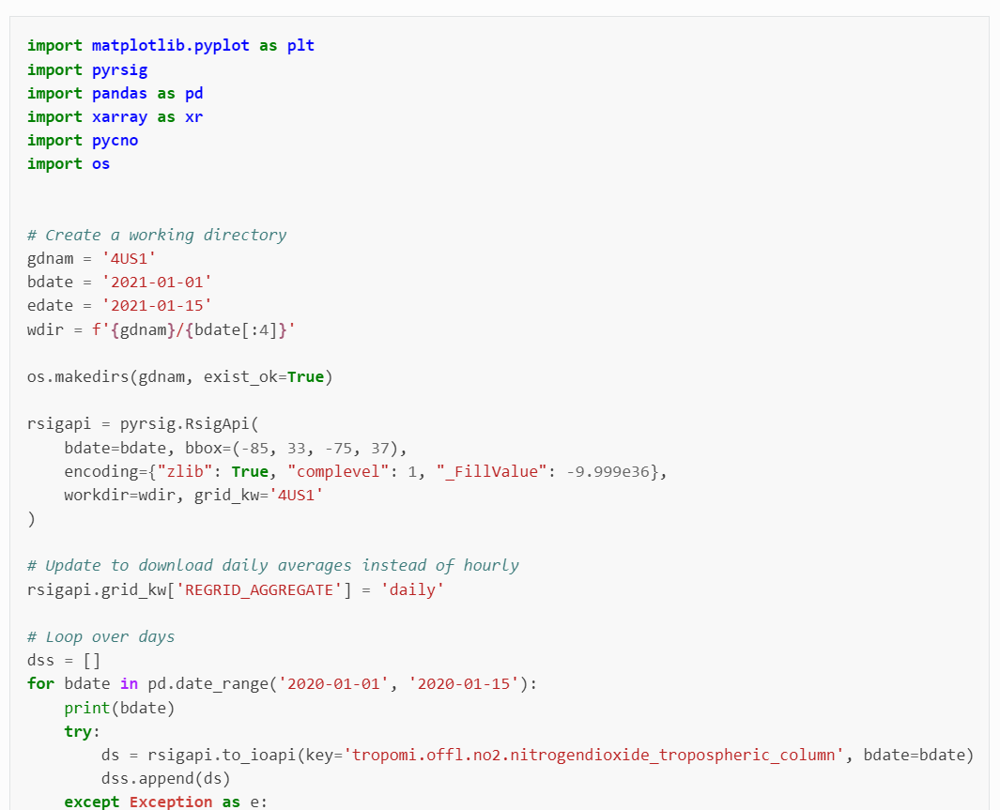 import matplotlib.pyplot as plt
import pyrsig
import pandas as pd
import xarray as xr
import pycno
import os
# Create a working directory
gdnam = '4US1'
bdate = '2021-01-01'
edate = '2021-01-15'
wdir = f'{gdnam}/{bdate[:4]}'
os.makedirs(gdnam, exist_ok=True)
rsigapi = pyrsig.RsigApi(
    bdate=bdate, bbox=(-85, 33, -75, 37),
    encoding={"zlib": True, "complevel": 1, "_FillValue": -9.999e36},
    workdir=wdir, grid_kw='4US1'
)
# Update to download daily averages instead of hourly
rsigapi.grid_kw['REGRID_AGGREGATE'] = 'daily'
# Loop over days
dss = []
for bdate in pd.date_range('2020-01-01', '2020-01-15'):
    print(bdate)
    try:
        ds = rsigapi.to_ioapi(key='tropomi.offl.no2.nitrogendioxide_tropospheric_column', bdate=bdate)
        dss.append(ds)
    except Exception as e: